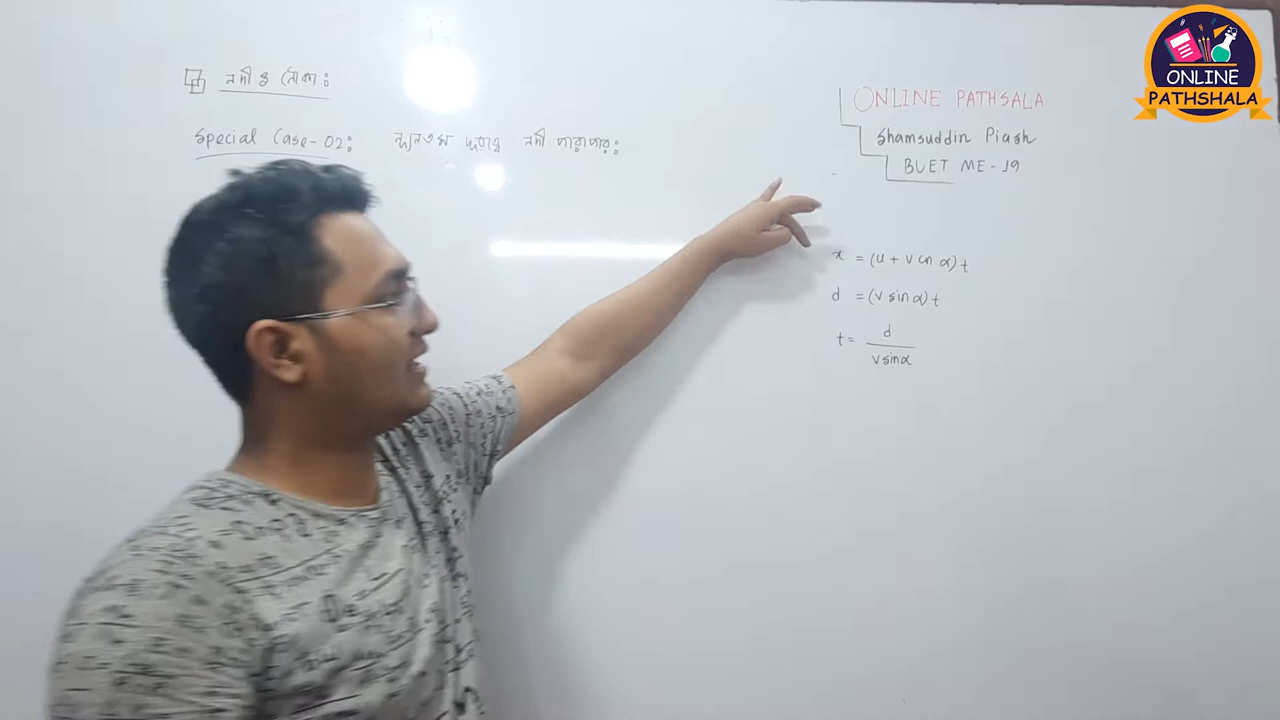 নদী ও নৌকা:
Special Case-02: ন্যূনতম দূরত্বে নদী পারাপার:
ONLINE PATHSALA
Shamsuddin Piash
BUET ME-19
x = (u + v cos α) t
d = (v sin α) t
t = d / v sin α
ONLINE
PATHSHALA